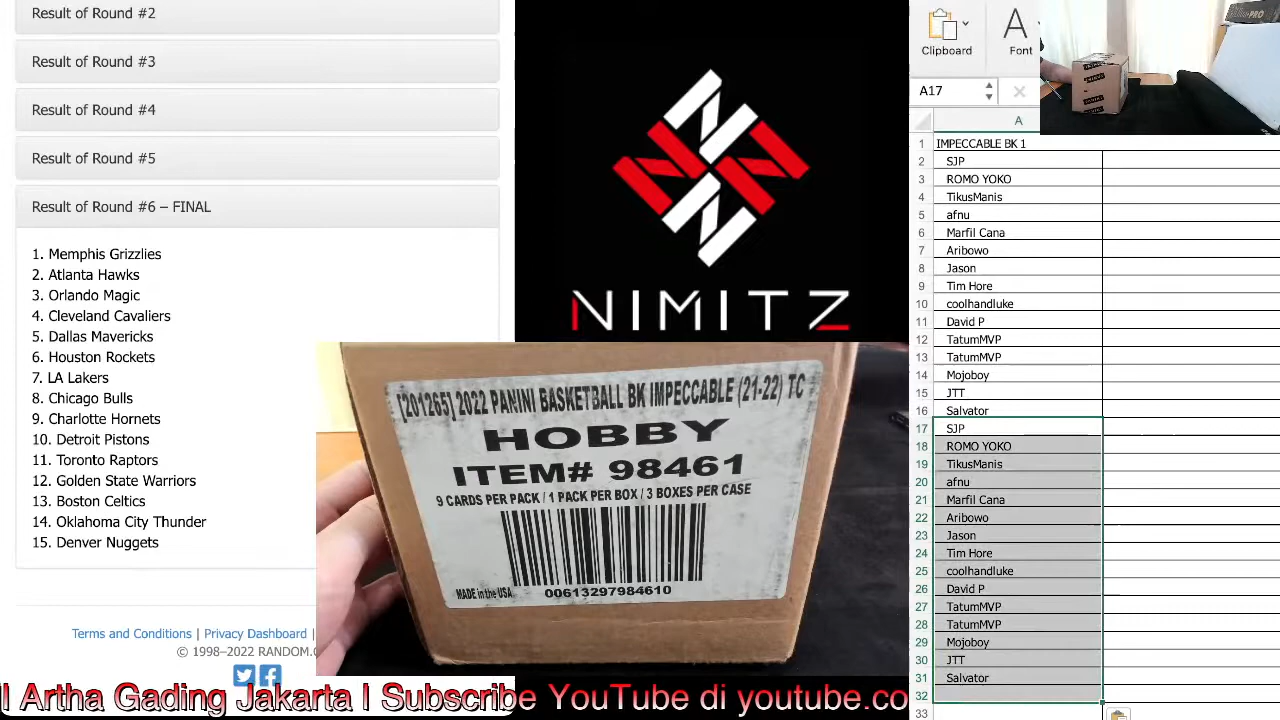 Result of Round #2
Result of Round #3
Result of Round #4
Result of Round #5
Result of Round #6 – FINAL
1. Memphis Grizzlies
2. Atlanta Hawks
3. Orlando Magic
4. Cleveland Cavaliers
5. Dallas Mavericks
6. Houston Rockets
7. LA Lakers
8. Chicago Bulls
9. Charlotte Hornets
10. Detroit Pistons
11. Toronto Raptors
12. Golden State Warriors
13. Boston Celtics
14. Oklahoma City Thunder
15. Denver Nuggets
Terms and Conditions | Privacy Dashboard |
© 1998–2022 RANDOM.
NIMITZ
[201265] 2022 PANINI BASKETBALL BK IMPECCABLE (21-22) TC
HOBBY
ITEM# 98461
9 CARDS PER PACK / 1 PACK PER BOX / 3 BOXES PER CASE
MADE in the USA
00613297984610
Clipboard
Font
A17
A
1 IMPECCABLE BK 1
2 SJP
3 ROMO YOKO
4 TikusManis
5 afnu
6 Marfil Cana
7 Aribowo
8 Jason
9 Tim Hore
10 coolhandluke
11 David P
12 TatumMVP
13 TatumMVP
14 Mojoboy
15 JTT
16 Salvator
17 SJP
18 ROMO YOKO
19 TikusManis
20 afnu
21 Marfil Cana
22 Aribowo
23 Jason
24 Tim Hore
25 coolhandluke
26 David P
27 TatumMVP
28 TatumMVP
29 Mojoboy
30 JTT
31 Salvator
32
33
l Artha Gading Jakarta I Subscribe YouTube di youtube.co